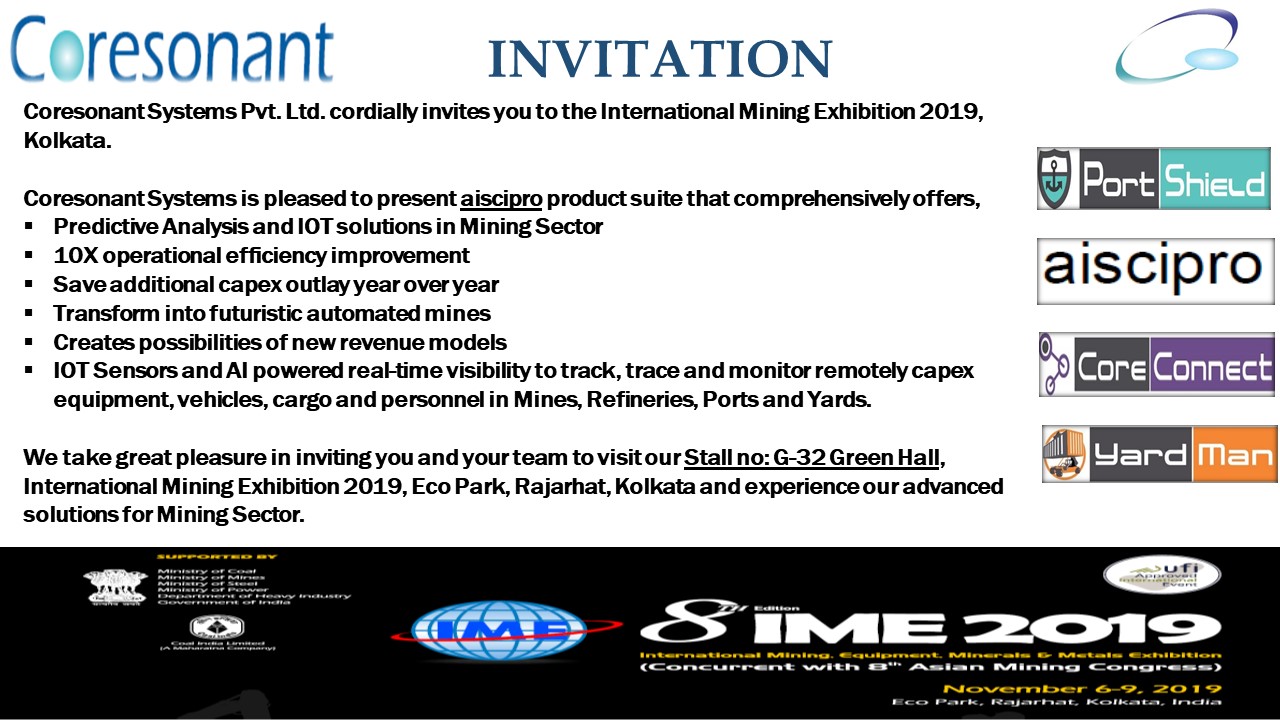 Coresonant
INVITATION
Coresonant Systems Pvt. Ltd. cordially invites you to the International Mining Exhibition 2019,
Kolkata.
Coresonant Systems is pleased to present aiscipro product suite that comprehensively offers,
▪ Predictive Analysis and IOT solutions in Mining Sector
▪ 10X operational efficiency improvement
▪ Save additional capex outlay year over year
▪ Transform into futuristic automated mines
▪ Creates possibilities of new revenue models
▪ IOT Sensors and AI powered real-time visibility to track, trace and monitor remotely capex
equipment, vehicles, cargo and personnel in Mines, Refineries, Ports and Yards.
We take great pleasure in inviting you and your team to visit our Stall no: G-32 Green Hall,
International Mining Exhibition 2019, Eco Park, Rajarhat, Kolkata and experience our advanced
solutions for Mining Sector.
Port Shield
aiscipro
Core Connect
Yard Man
SUPPORTED BY
Ministry of Coal
Ministry of Mines
Ministry of Steel
Ministry of Power
Department of Heavy Industry
Government of India
Coal India Limited
(A Maharatna Company)
IME
ufi
Approved
International
Event
8TH Edition
IME 2019
International Mining, Equipment, Minerals & Metals Exhibition
(Concurrent with 8th Asian Mining Congress)
November 6-9, 2019
Eco Park, Rajarhat, Kolkata, India